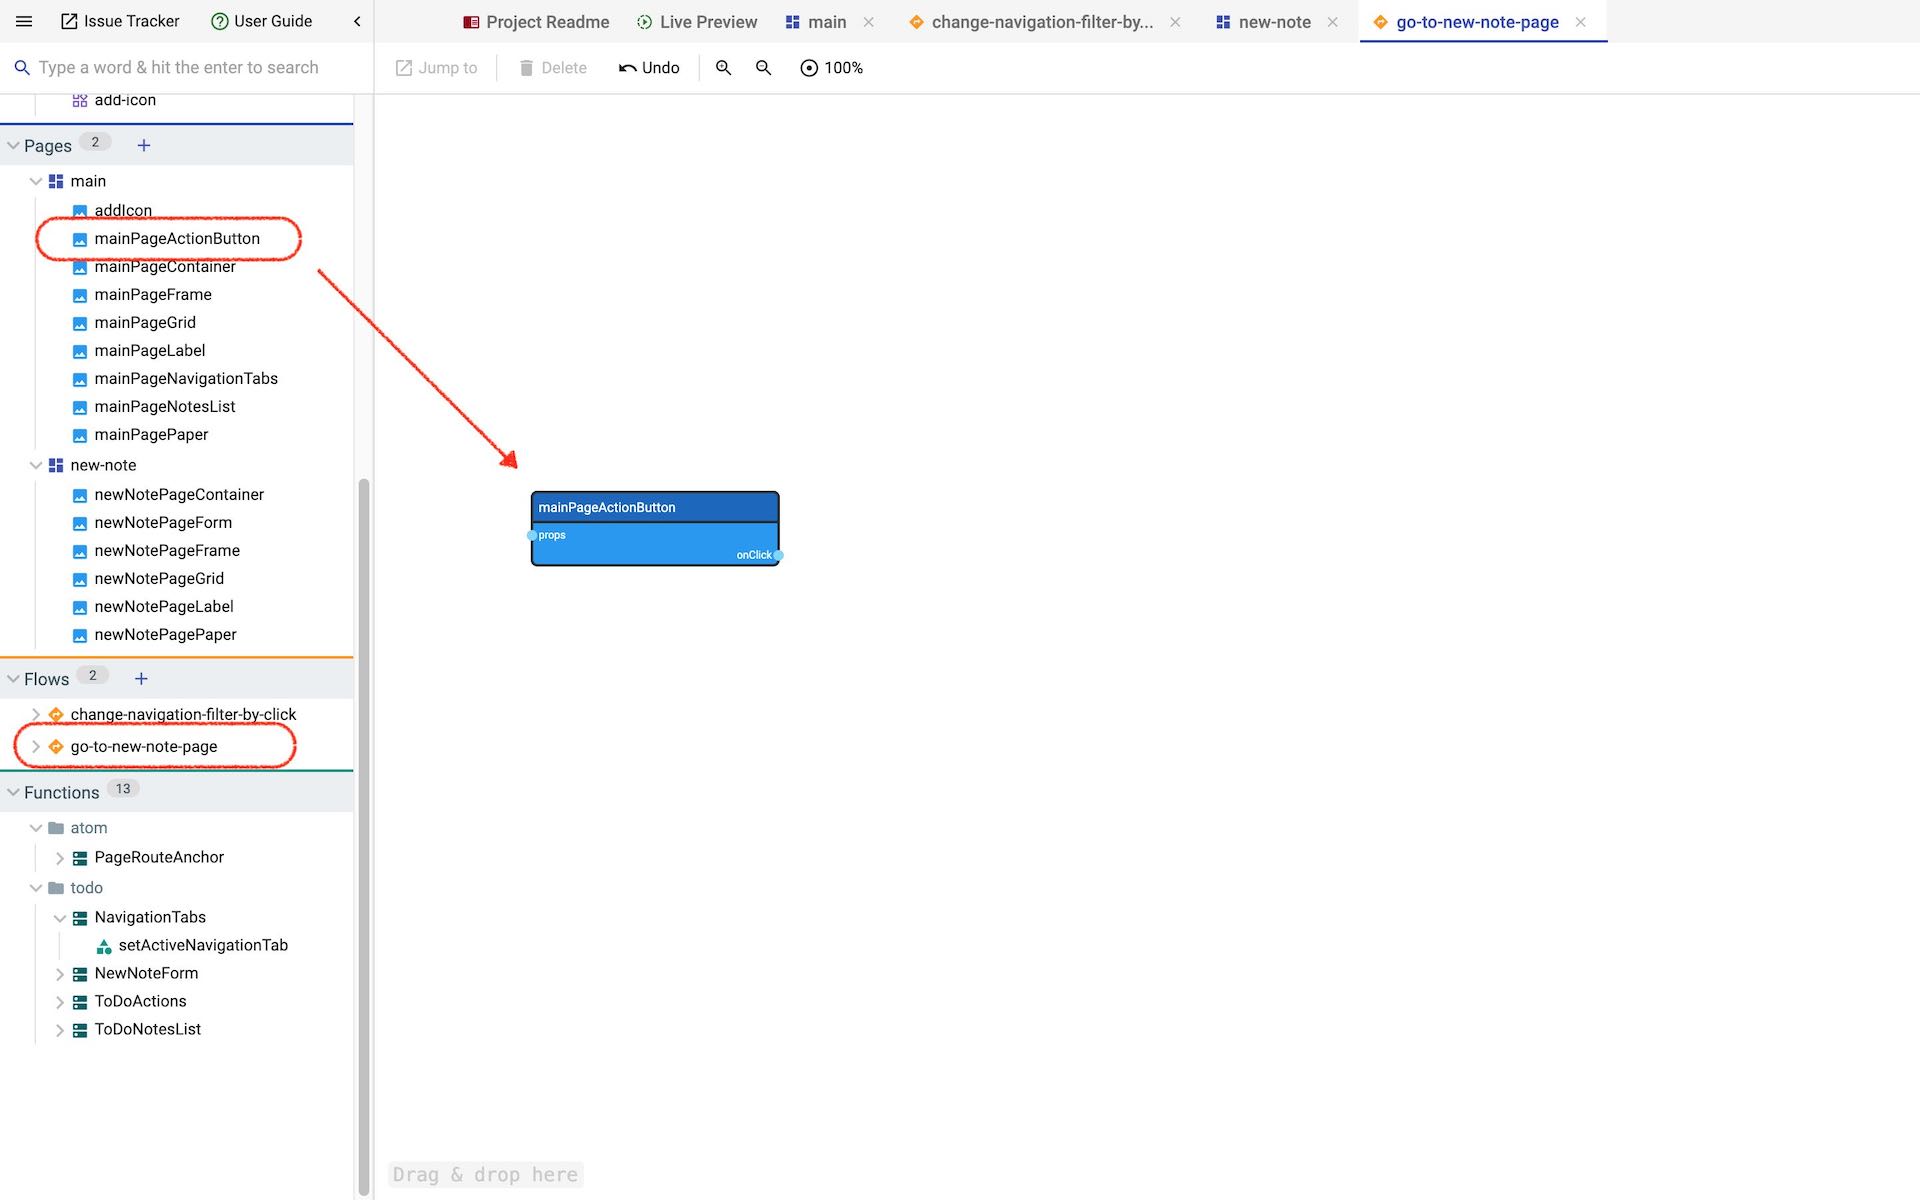 Issue Tracker User Guide
Project Readme Live Preview main change-navigation-filter-by... new-note go-to-new-note-page
Type a word & hit the enter to search
Jump to Delete Undo 100%
add-icon
Pages 2 +
main
addIcon
mainPageActionButton
mainPageContainer
mainPageFrame
mainPageGrid
mainPageLabel
mainPageNavigationTabs
mainPageNotesList
mainPagePaper
new-note
newNotePageContainer
newNotePageForm
newNotePageFrame
newNotePageGrid
newNotePageLabel
newNotePagePaper
Flows 2 +
change-navigation-filter-by-click
go-to-new-note-page
Functions 13
atom
PageRouteAnchor
todo
NavigationTabs
setActiveNavigationTab
NewNoteForm
ToDoActions
ToDoNotesList
mainPageActionButton
props
onClick
Drag & drop here